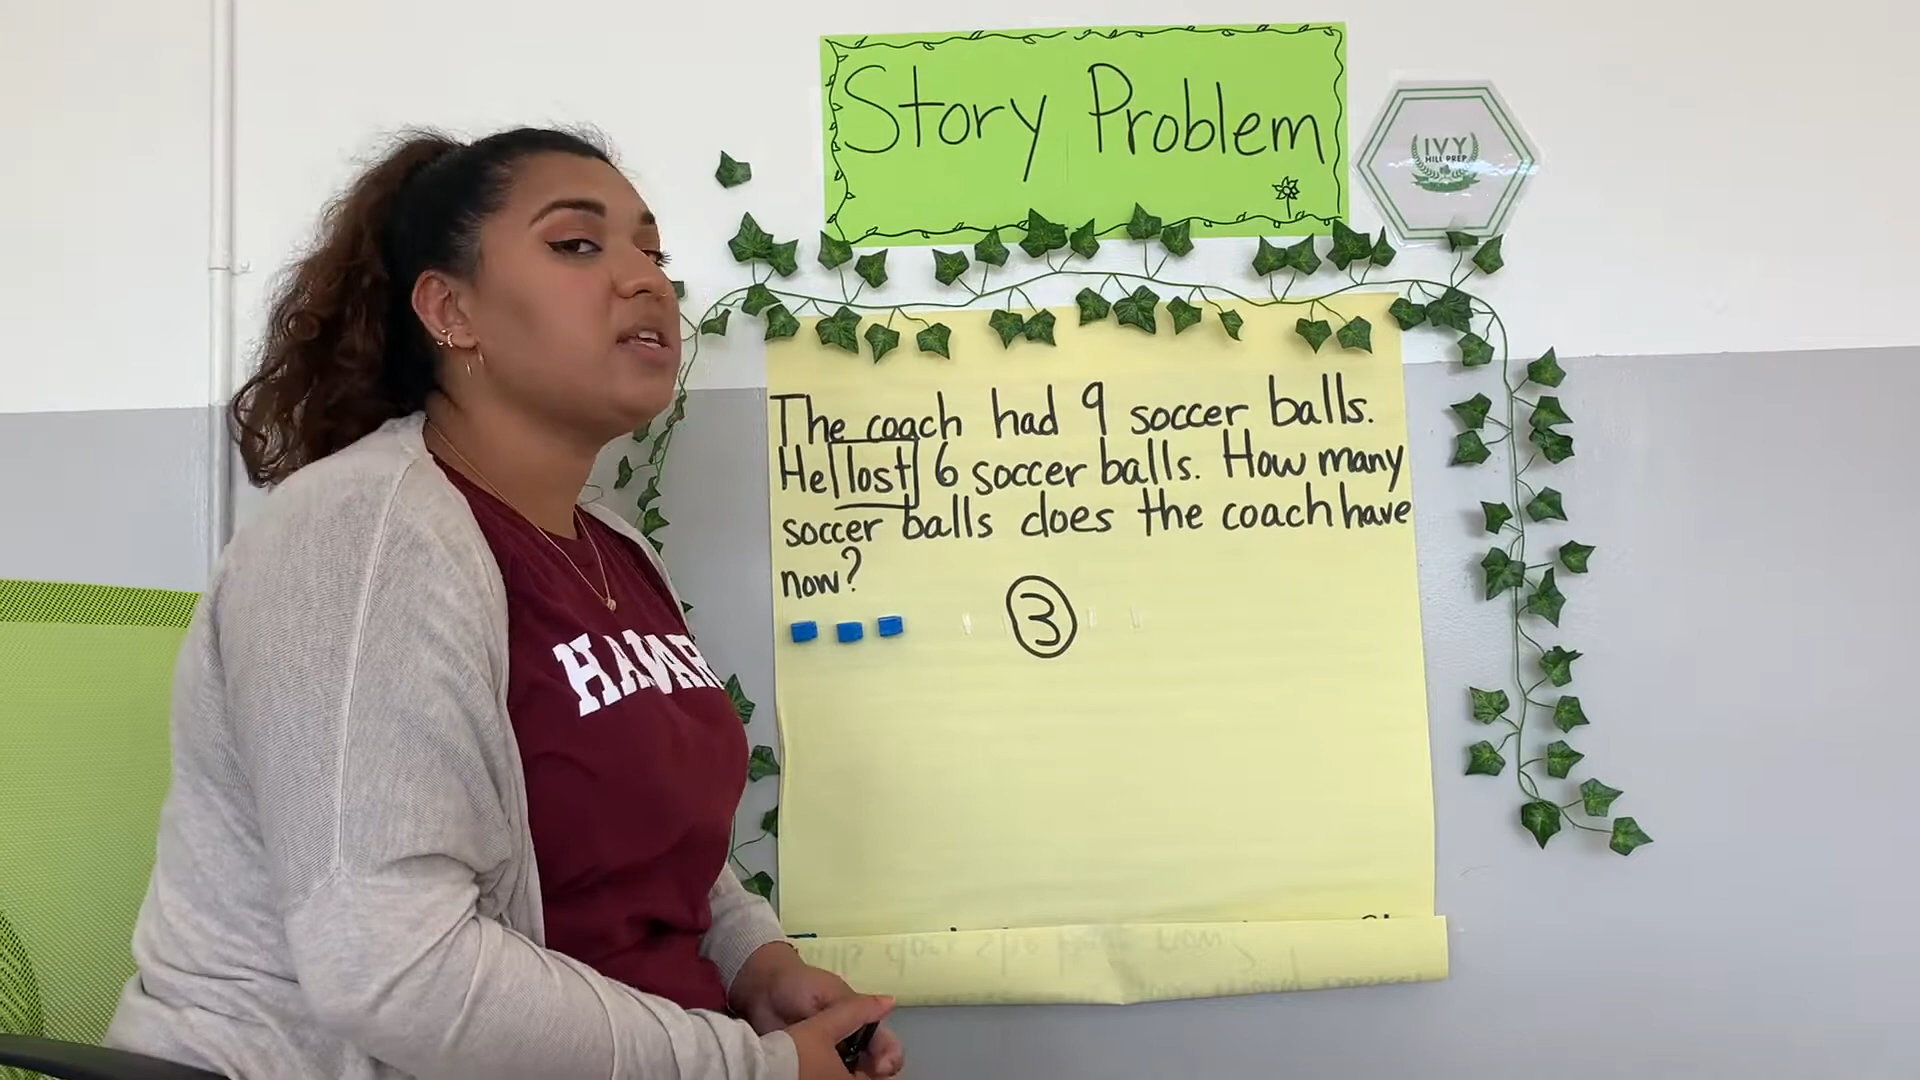 Story Problem
IVY
HILL PREP
The coach had 9 soccer balls.
He lost 6 soccer balls. How many
soccer balls does the coach have
now?
3
HARVAR